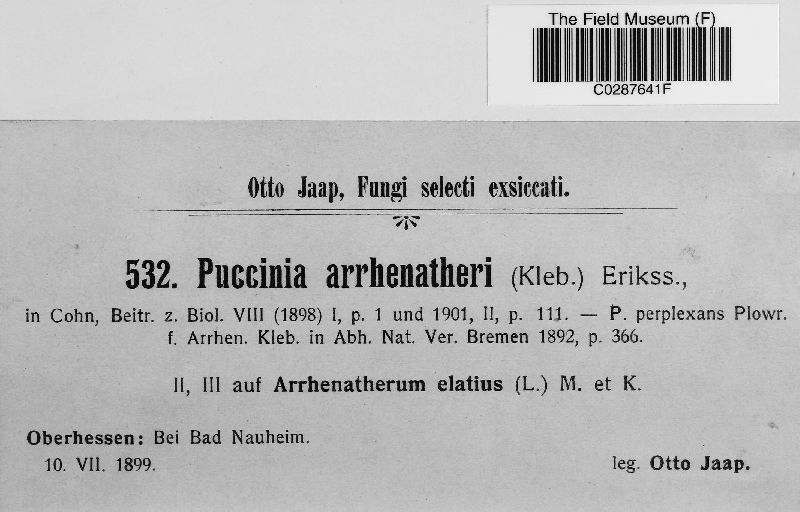 The Field Museum (F)
C0287641F
Otto Jaap, Fungi selecti exsiccati.
532. Puccinia arrhenatheri (Kleb.) Erikss.,
in Cohn, Beitr. z. Biol. VIII (1898) I, p. 1 und 1901, II, p. 111. — P. perplexans Plowr.
f. Arrhen. Kleb. in Abh. Nat. Ver. Bremen 1892, p. 366.
II, III auf Arrhenatherum elatius (L.) M. et K.
Oberhessen: Bei Bad Nauheim.
10. VII. 1899.
leg. Otto Jaap.